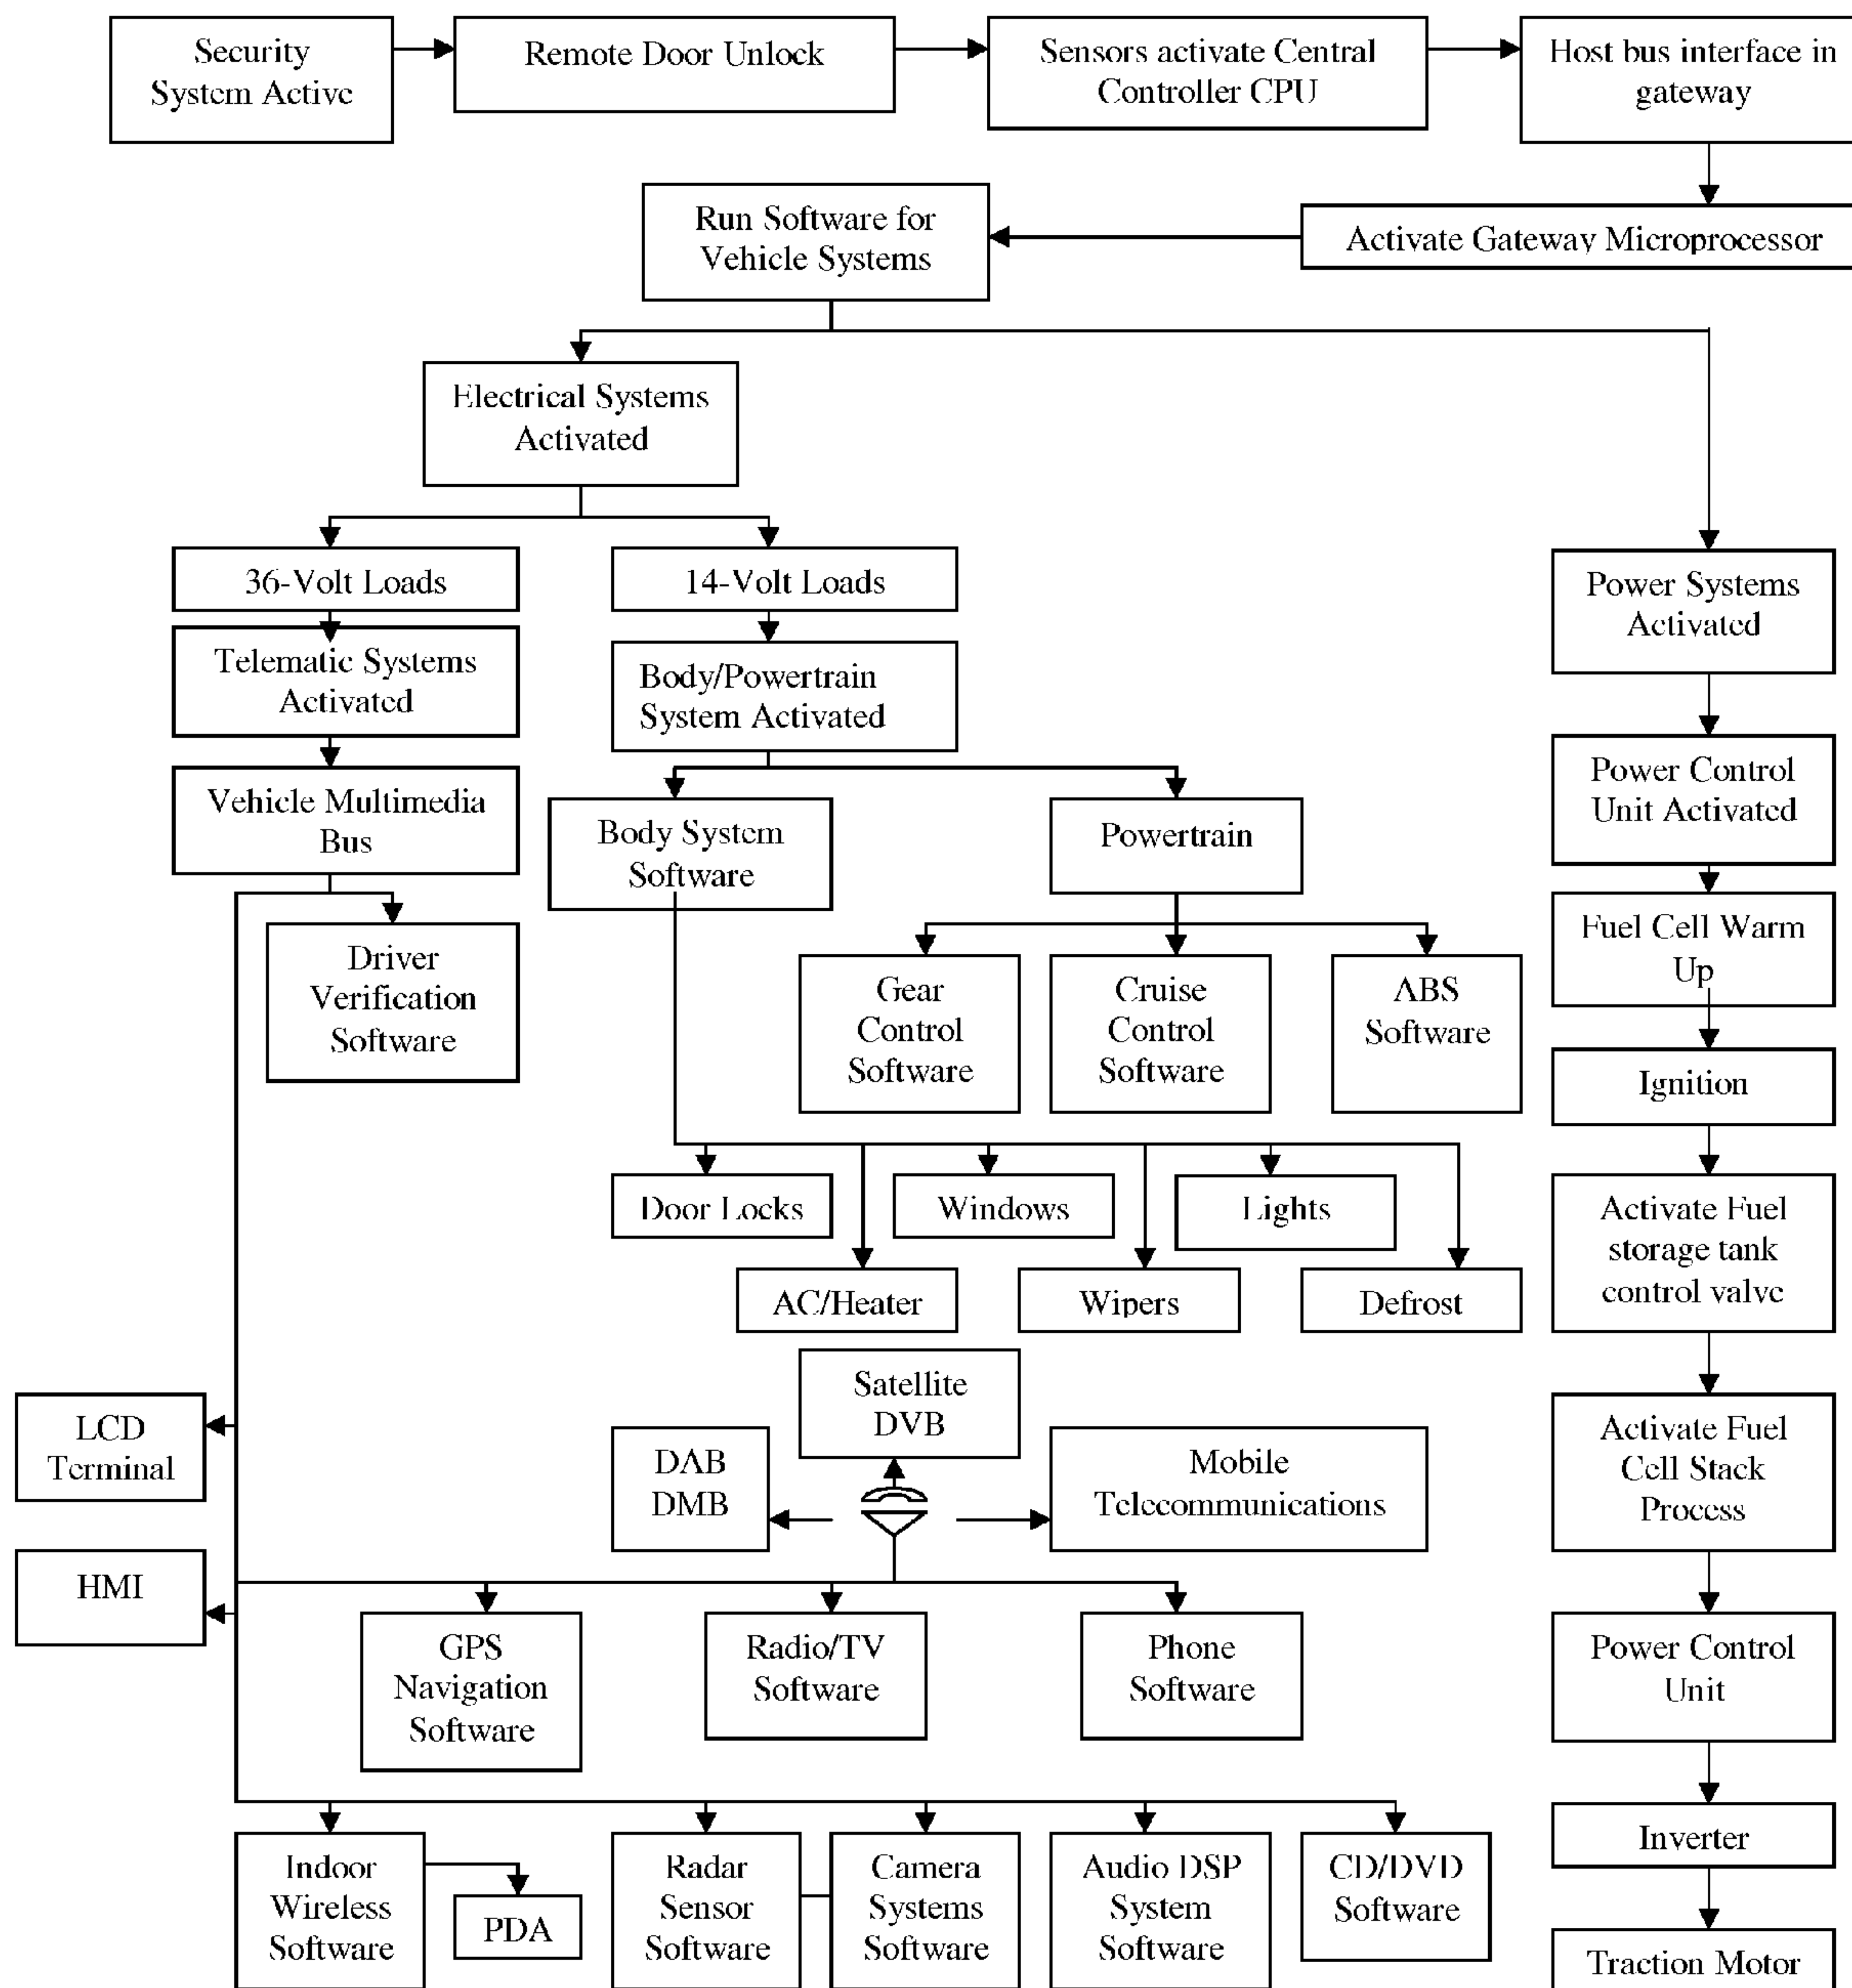 Security
System Active
Remote Door Unlock
Sensors activate Central
Controller CPU
Host bus interface in
gateway
Run Software for
Vehicle Systems
Activate Gateway Microprocessor
Electrical Systems
Activated
36-Volt Loads
14-Volt Loads
Power Systems
Activated
Telematic Systems
Activated
Body/Powertrain
System Activated
Vehicle Multimedia
Bus
Power Control
Unit Activated
Body System
Software
Powertrain
Driver
Verification
Software
Fuel Cell Warm
Up
Gear
Control
Software
Cruise
Control
Software
ABS
Software
Ignition
Door Locks
Windows
Lights
Activate Fuel
storage tank
control valve
AC/Heater
Wipers
Defrost
Satellite
DVB
LCD
Terminal
DAB
DMB
Mobile
Telecommunications
Activate Fuel
Cell Stack
Process
HMI
GPS
Navigation
Software
Radio/TV
Software
Phone
Software
Power Control
Unit
Inverter
Indoor
Wireless
Software
PDA
Radar
Sensor
Software
Camera
Systems
Software
Audio DSP
System
Software
CD/DVD
Software
Traction Motor